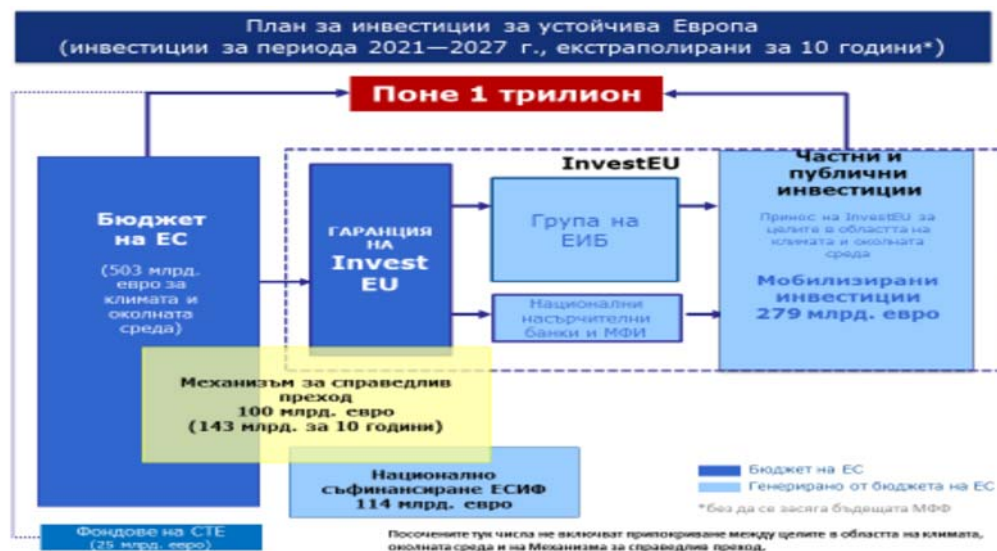 План за инвестиции за устойчива Европа
(инвестиции за периода 2021—2027 г., екстраполирани за 10 години*)
Поне 1 трилион
Бюджет
на ЕС
(503 млрд.
евро за
климата и
околната
среда)
InvestEU
ГАРАНЦИЯ
НА
Invest
EU
Група на
ЕИБ
Национални
насърчителни
банки и МФИ
Частни и
публични
инвестиции
Принос на InvestEU за
целите в областта на
климата и околната
среда
Мобилизирани
инвестиции
279 млрд. евро
Механизъм за справедлив
преход
100 млрд. евро
(143 млрд. за 10 години)
Национално
съфинансиране ЕСИФ
114 млрд. евро
Фондове на СТЕ
(25 млрд. евро)
Бюджет на ЕС
Генерирано от бюджета на ЕС
*без да се засяга бъдещата МФФ
Посочените тук числа не включват припокриване между целите в областта на климата,
околната среда и на Механизма за справедлив преход.